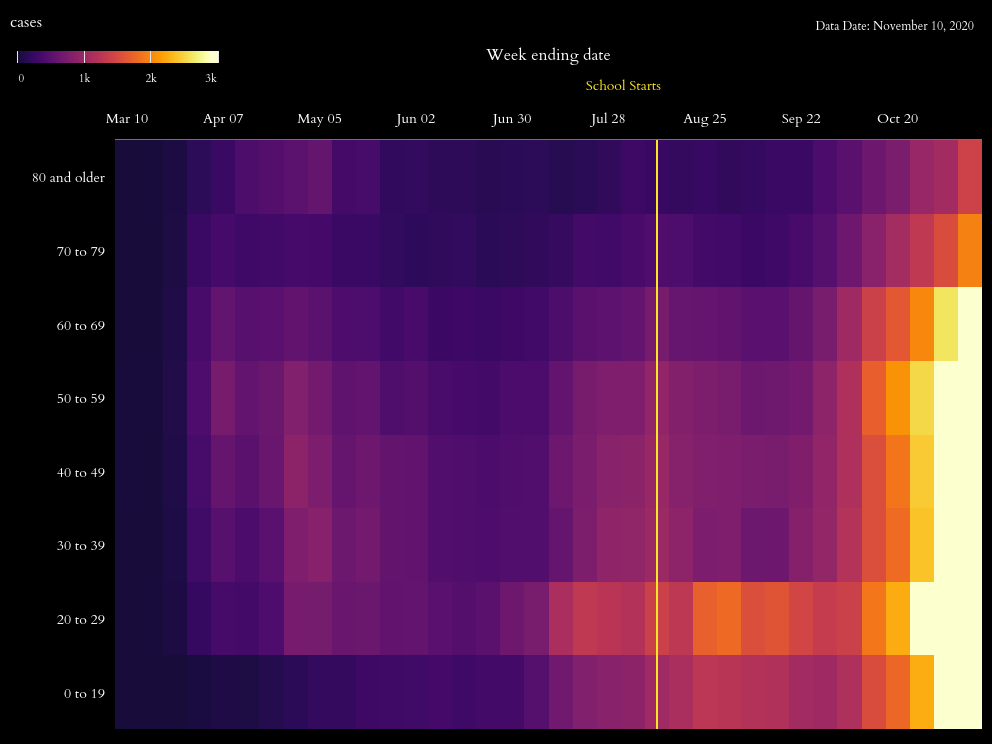 cases
Data Date: November 10, 2020
0 1k 2k 3k
Week ending date
School Starts
Mar 10 Apr 07 May 05 Jun 02 Jun 30 Jul 28 Aug 25 Sep 22 Oct 20
80 and older
70 to 79
60 to 69
50 to 59
40 to 49
30 to 39
20 to 29
0 to 19